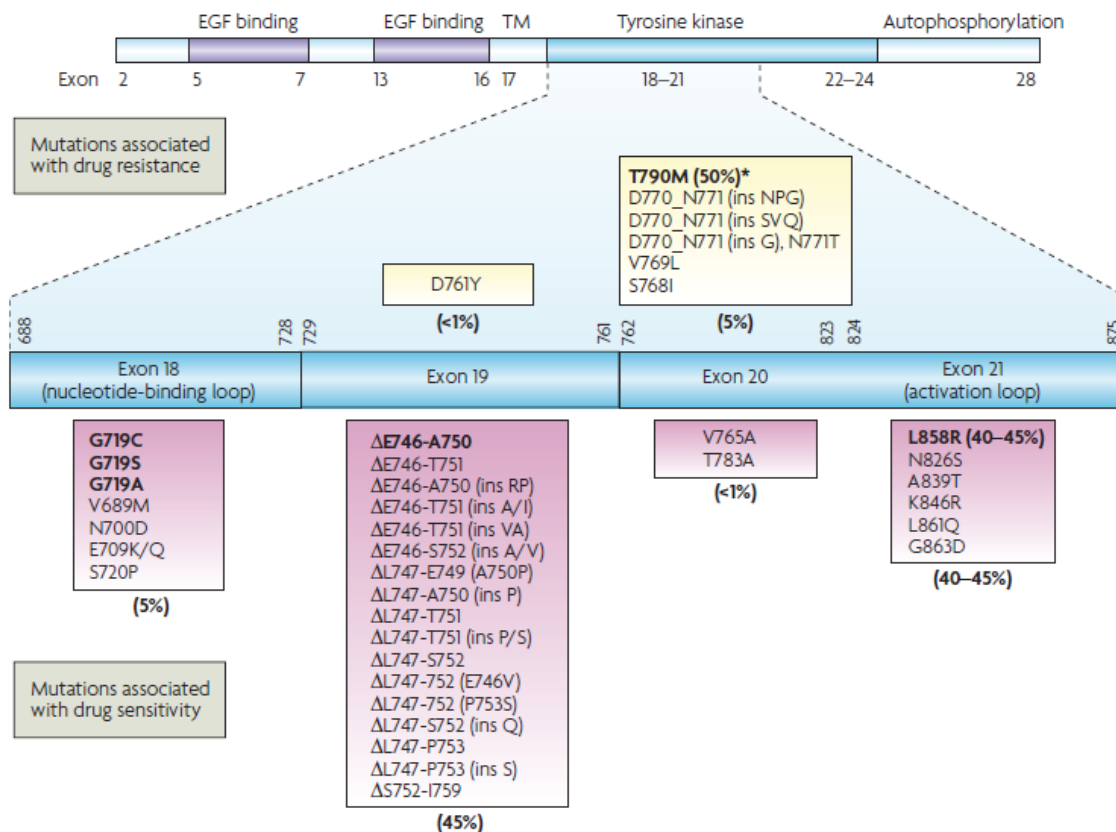 EGF binding EGF binding TM Tyrosine kinase Autophosphorylation
Exon 2 5 7 13 16 17 18–21 22–24 28
Mutations associated
with drug resistance
T790M (50%)*
D770_N771 (ins NPG)
D770_N771 (ins SVQ)
D770_N771 (ins G), N771T
V769L
S768I
(5%)
D761Y
(<1%)
688 728 729 761 762 823 824 875
Exon 18
(nucleotide-binding loop)
Exon 19
Exon 20
Exon 21
(activation loop)
G719C
G719S
G719A
V689M
N700D
E709K/Q
S720P
(5%)
ΔE746-A750
ΔE746-T751
ΔE746-A750 (ins RP)
ΔE746-T751 (ins A/I)
ΔE746-T751 (ins VA)
ΔE746-S752 (ins A/V)
ΔL747-E749 (A750P)
ΔL747-A750 (ins P)
ΔL747-T751
ΔL747-T751 (ins P/S)
ΔL747-S752
ΔL747-752 (E746V)
ΔL747-752 (P753S)
ΔL747-S752 (ins Q)
ΔL747-P753
ΔL747-P753 (ins S)
ΔS752-I759
(45%)
V765A
T783A
(<1%)
L858R (40–45%)
N826S
A839T
K846R
L861Q
G863D
(40–45%)
Mutations associated
with drug sensitivity